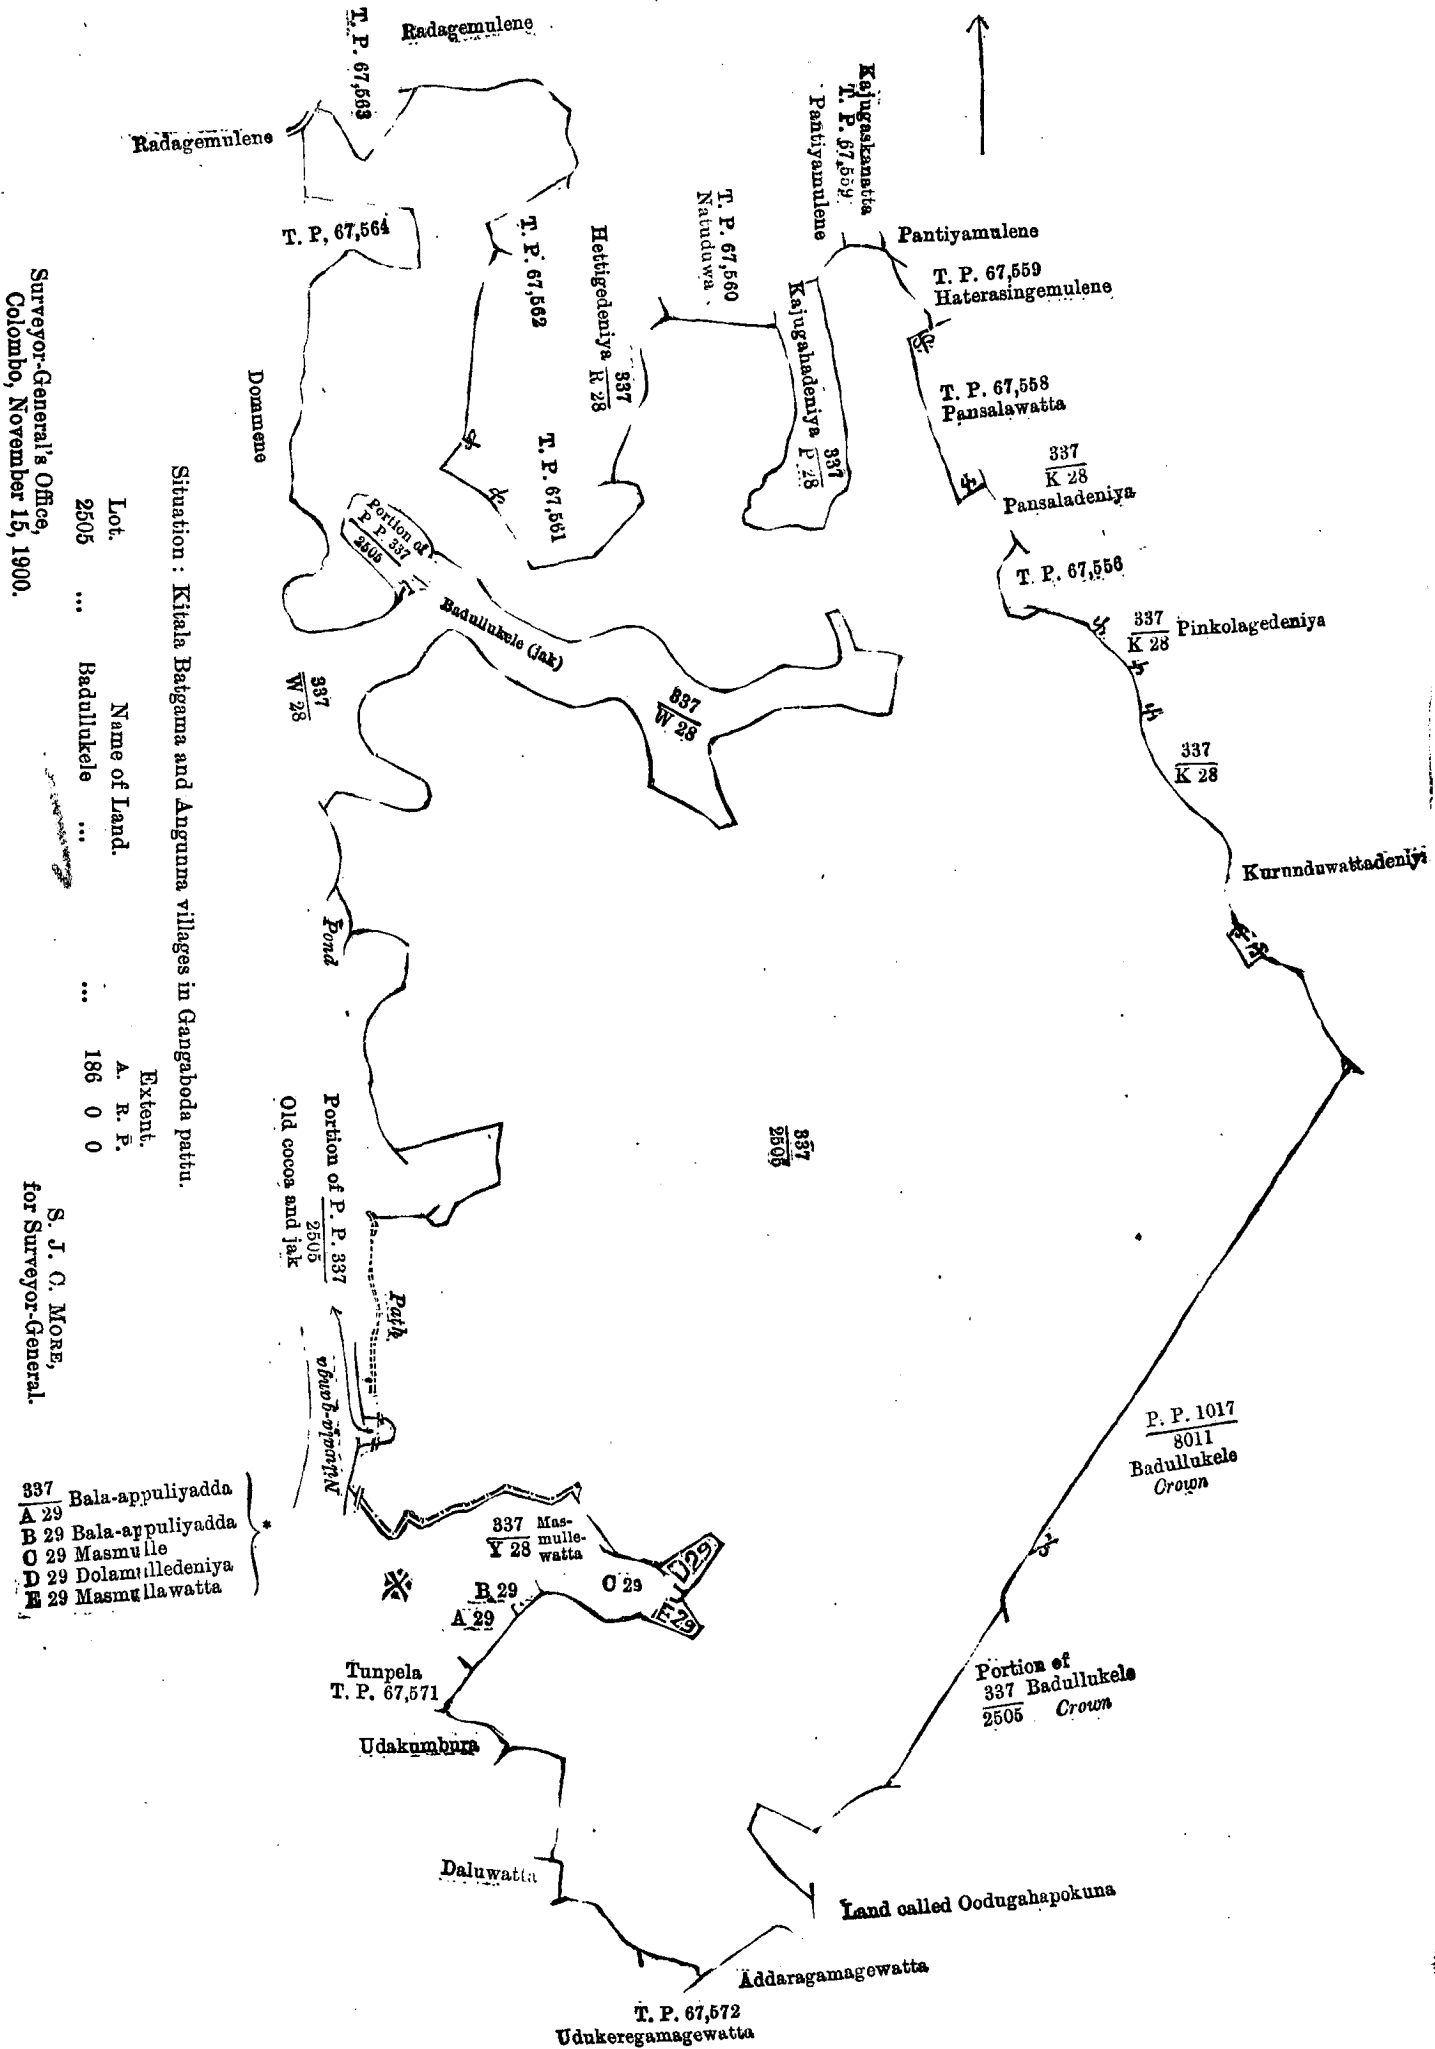 Radagemulene
T. P. 67,563
Radagemulene
T. P. 67,564
T. P. 67,562
Hettigedeniya
337
R 28
T. P. 67,560
Natuduwa
Kajugaskanatta
T. P. 67,559
Pantiyamulene
Pantiyamulene
T. P. 67,559
Haterasingemulene
Kajugahadeniya
337
P 28
T. P. 67,558
Pansalawatta
337
K 28
Pansaladeniya
T. P. 67,556
337
K 28
Pinkolagedeniya
337
K 28
Kurunduwattadeniya
Dommene
T. P. 67,561
Portion of
P. P. 337
2505
Badullukele (jak)
337
W 28
337
W 28
Pond
337
2505
Portion of P. P. 337
2505
Old cocoa and jak
Path
Niluwala-ganga
P. P. 1017
8011
Badullukele
Crown
337
Y 28
Mas-
mulle-
watta
D 29
C 29
E 29
B 29
A 29
337
A 29 Bala-appuliyadda
B 29 Bala-appuliyadda
C 29 Masmulle
D 29 Dolamulledeniya
E 29 Masmullawatta
*
Tunpela
T. P. 67,571
Udakumbura
Portion of
337 Badullukele
2505 Crown
Daluwatta
Land called Oodugahapokuna
Addaragamagewatta
T. P. 67,572
Udukeregamagewatta
Situation : Kitala Batgama and Angunna villages in Gangaboda pattu.
Lot. Name of Land. Extent.
A. R. P.
2505 ... Badullukele ... ... 186 0 0
Surveyor-General's Office,
Colombo, November 15, 1900.
S. J. C. MORE,
for Surveyor-General.